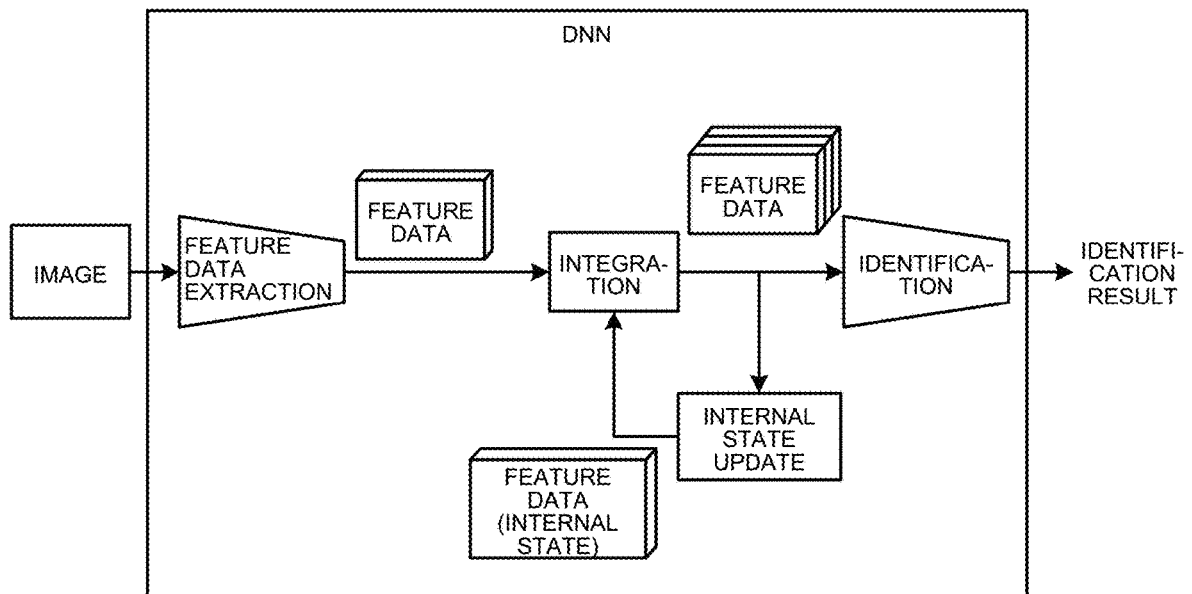 DNN
IMAGE
FEATURE
DATA
EXTRACTION
FEATURE
DATA
INTEGRA-
TION
FEATURE
DATA
IDENTIFICA-
TION
IDENTIFI-
CATION
RESULT
INTERNAL
STATE
UPDATE
FEATURE
DATA
(INTERNAL
STATE)